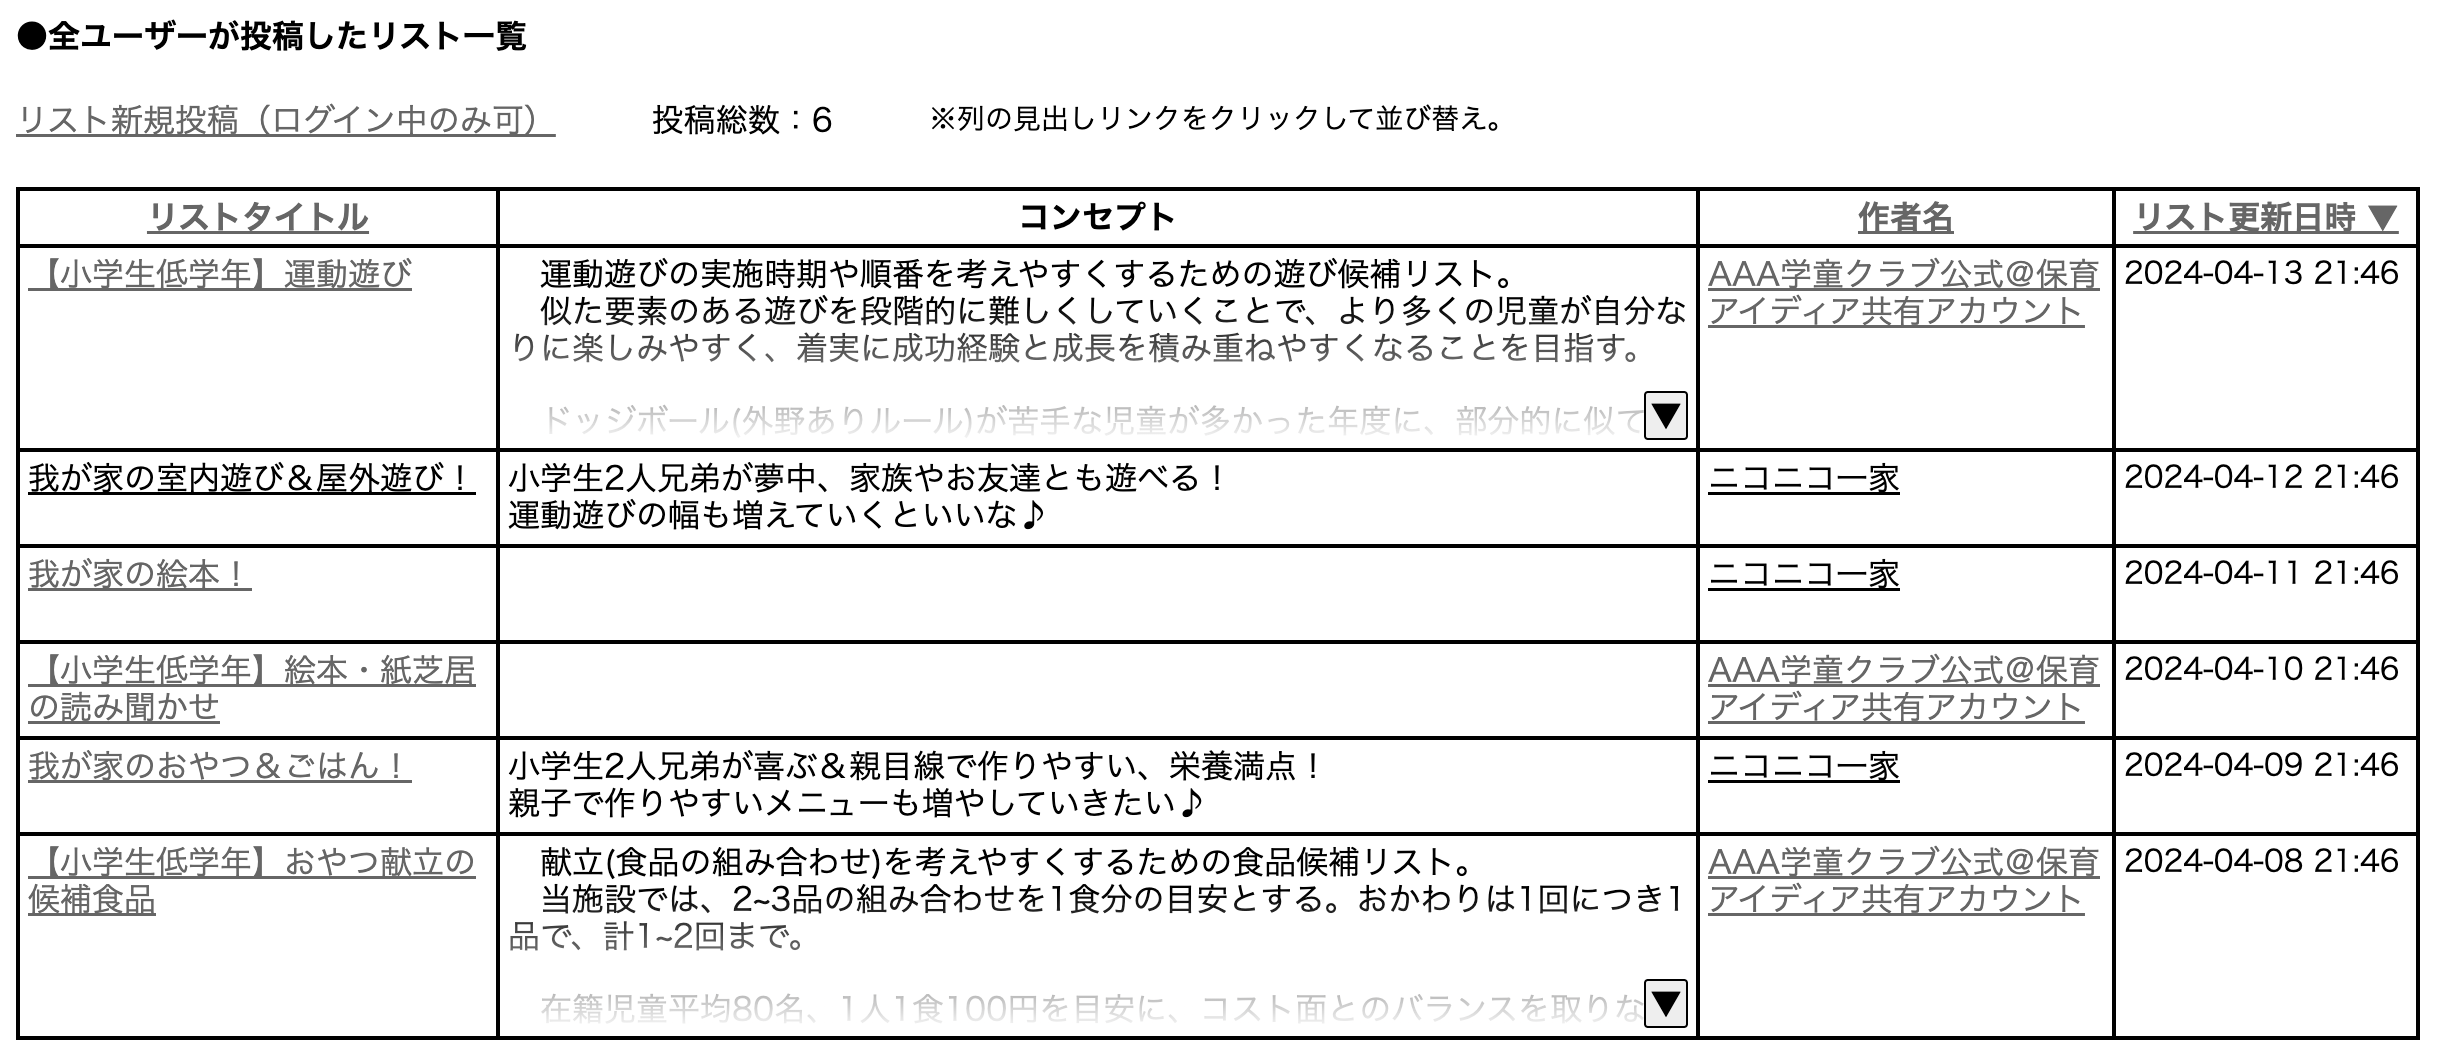 ●全ユーザーが投稿したリスト一覧
リスト新規投稿（ログイン中のみ可）　投稿総数：6　※列の見出しリンクをクリックして並び替え。
リストタイトル　コンセプト　作者名　リスト更新日時 ▼
【小学生低学年】運動遊び
運動遊びの実施時期や順番を考えやすくするための遊び候補リスト。
似た要素のある遊びを段階的に難しくしていくことで、より多くの児童が自分な
りに楽しみやすく、着実に成功経験と成長を積み重ねやすくなることを目指す。
ドッジボール(外野ありルール)が苦手な児童が多かった年度に、部分的に似て
▼
AAA学童クラブ公式@保育
アイディア共有アカウント
2024-04-13 21:46
我が家の室内遊び＆屋外遊び！
小学生2人兄弟が夢中、家族やお友達とも遊べる！
運動遊びの幅も増えていくといいな♪
ニコニコ一家
2024-04-12 21:46
我が家の絵本！
ニコニコ一家
2024-04-11 21:46
【小学生低学年】絵本・紙芝居
の読み聞かせ
AAA学童クラブ公式@保育
アイディア共有アカウント
2024-04-10 21:46
我が家のおやつ＆ごはん！
小学生2人兄弟が喜ぶ＆親目線で作りやすい、栄養満点！
親子で作りやすいメニューも増やしていきたい♪
ニコニコ一家
2024-04-09 21:46
【小学生低学年】おやつ献立の
候補食品
献立(食品の組み合わせ)を考えやすくするための食品候補リスト。
当施設では、2~3品の組み合わせを1食分の目安とする。おかわりは1回につき1
品で、計1~2回まで。
在籍児童平均80名、1人1食100円を目安に、コスト面とのバランスを取りな
▼
AAA学童クラブ公式@保育
アイディア共有アカウント
2024-04-08 21:46